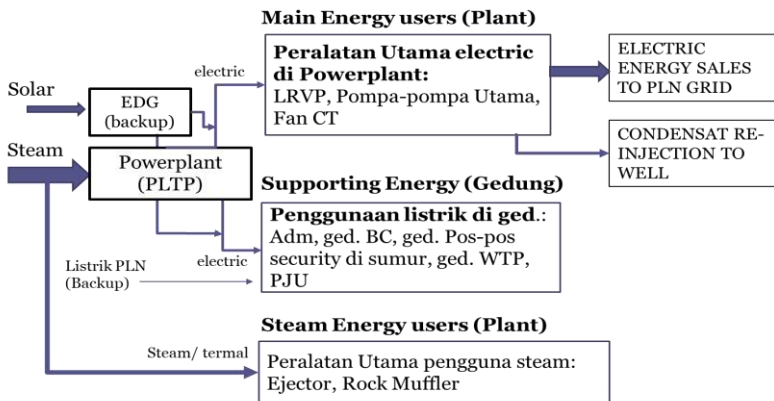 Main Energy users (Plant)
Peralatan Utama electric
di Powerplant:
LRVP, Pompa-pompa Utama,
Fan CT
ELECTRIC
ENERGY SALES
TO PLN GRID
CONDENSAT RE-
INJECTION TO
WELL
electric
Solar
EDG
(backup)
Steam
Powerplant
(PLTP)
Supporting Energy (Gedung)
Penggunaan listrik di ged.:
Adm, ged. BC, ged. Pos-pos
security di sumur, ged. WTP,
PJU
electric
Listrik PLN
(Backup)
Steam Energy users (Plant)
Steam/ termal
Peralatan Utama pengguna steam:
Ejector, Rock Muffler